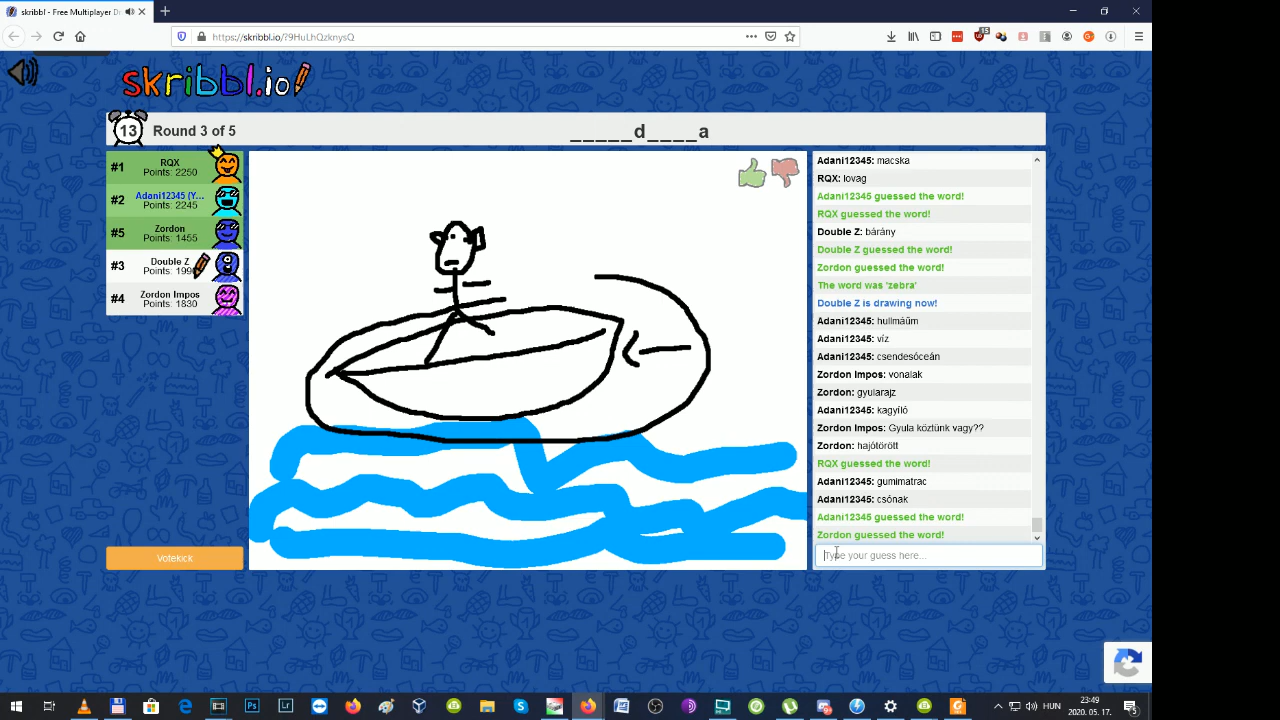 skribbl - Free Multiplayer Dr
https://skribbl.io/?9HuLhQzknysQ
15
skribbl.io
13
Round 3 of 5
_____d____a
#1
RQX
Points: 2250
#2
Adani12345 (Y...
Points: 2245
#5
Zordon
Points: 1455
#3
Double Z
Points: 1990
#4
Zordon Impos
Points: 1830
Votekick
Adani12345: macska
RQX: lovag
Adani12345 guessed the word!
RQX guessed the word!
Double Z: bárány
Double Z guessed the word!
Zordon guessed the word!
The word was 'zebra'
Double Z is drawing now!
Adani12345: hullmáűm
Adani12345: víz
Adani12345: csendesóceán
Zordon Impos: vonalak
Zordon: gyularajz
Adani12345: kagyíló
Zordon Impos: Gyula köztünk vagy??
Zordon: hajótörött
RQX guessed the word!
Adani12345: gumimatrac
Adani12345: csónak
Adani12345 guessed the word!
Zordon guessed the word!
Type your guess here...
HUN
23:49
2020. 05. 17.